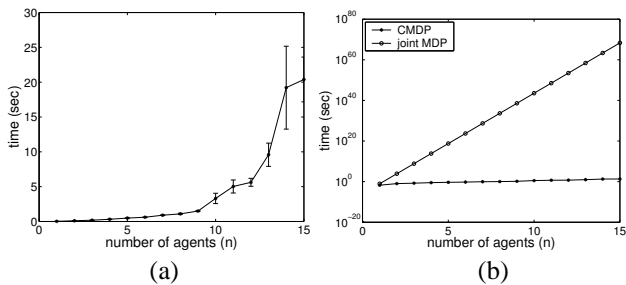 30
25
20
15
10
5
0
0 5 10 15
time (sec)
number of agents (n)
(a)
10^80
10^60
10^40
10^20
10^0
10^−20
0 5 10 15
time (sec)
CMDP
joint MDP
number of agents (n)
(b)